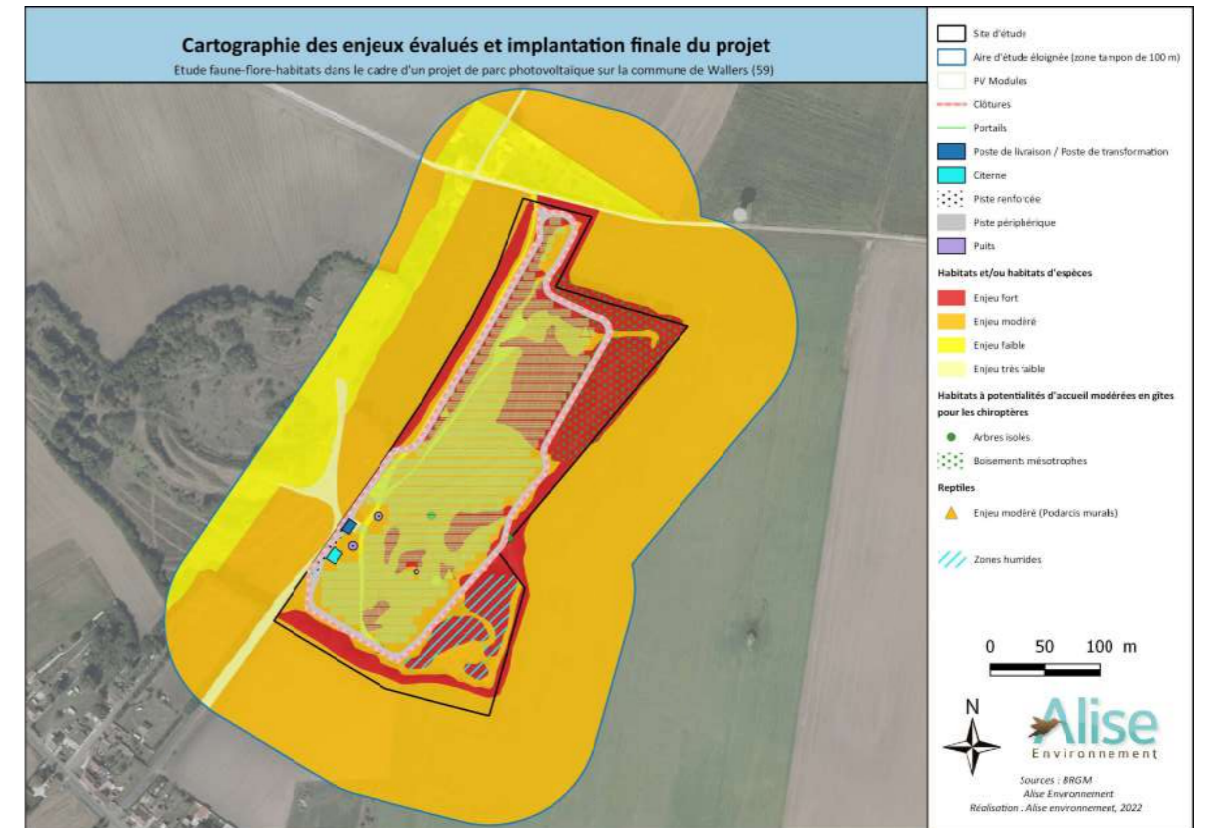 Cartographie des enjeux évalués et implantation finale du projet
Etude faune-flore-habitats dans le cadre d'un projet de parc photovoltaïque sur la commune de Wallers (59)
Site d'étude
Aire d'étude éloignée (zone tampon de 100 m)
PV Modules
Clôtures
Portails
Poste de livraison / Poste de transformation
Citerne
Piste renforcée
Piste périphérique
Puits
Habitats et/ou habitats d'espèces
Enjeu fort
Enjeu modéré
Enjeu faible
Enjeu très faible
Habitats à potentialités d'accueil modérées en gîtes
pour les chiroptères
Arbres isolés
Boisements mésotrophes
Reptiles
Enjeu modéré (Podarcis muralis)
Zones humides
0 50 100 m
N
Alise
Environnement
Sources : BRGM
Alise Environnement
Réalisation : Alise environnement, 2022